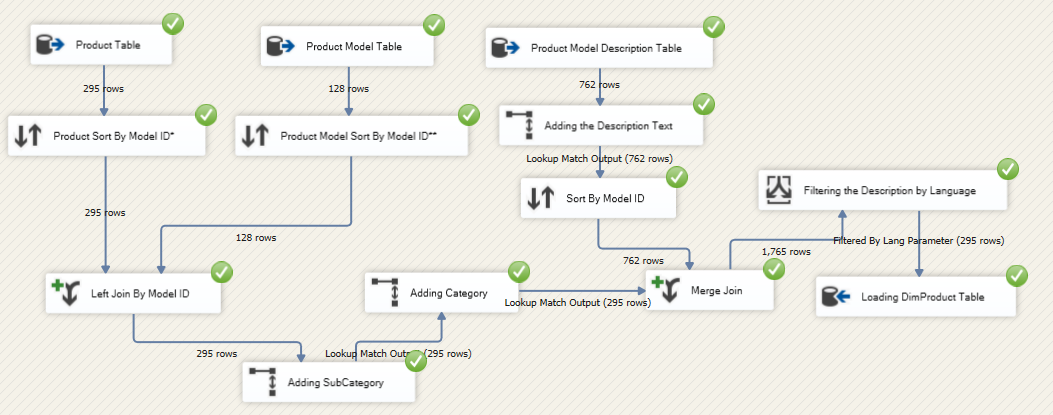 Product Table
Product Model Table
Product Model Description Table
295 rows
128 rows
762 rows
Product Sort By Model ID*
Product Model Sort By Model ID**
Adding the Description Text
Lookup Match Output (762 rows)
Sort By Model ID
Filtering the Description by Language
295 rows
128 rows
762 rows
1,765 rows
Filtered By Lang Parameter (295 rows)
Left Join By Model ID
Adding Category
Lookup Match Output (295 rows)
Merge Join
Loading DimProduct Table
295 rows
Lookup Match Output (295 rows)
Adding SubCategory